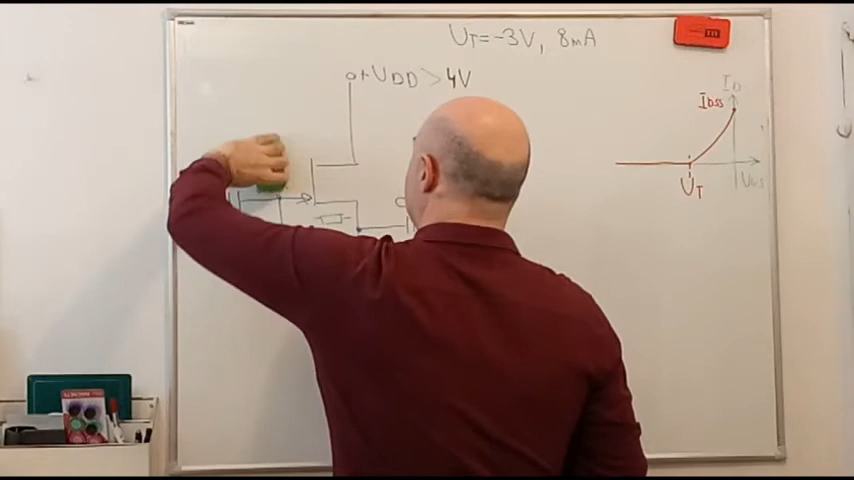 UT=-3V, 8mA
+UDD>4V
ID
IDSS
UT
UGS